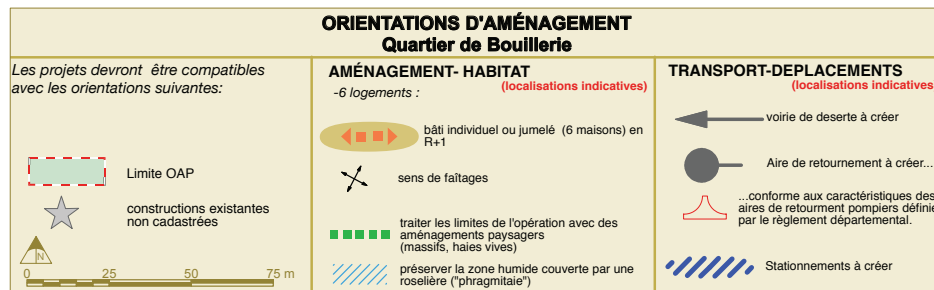 ORIENTATIONS D'AMÉNAGEMENT
Quartier de Bouillerie
Les projets devront être compatibles
avec les orientations suivantes:
Limite OAP
constructions existantes
non cadastrées
N
0 25 50 75 m
AMÉNAGEMENT- HABITAT
(localisations indicatives)
-6 logements :
bâti individuel ou jumelé (6 maisons) en
R+1
sens de faîtages
traiter les limites de l'opération avec des
aménagements paysagers
(massifs, haies vives)
préserver la zone humide couverte par une
roselière ("phragmitaie")
TRANSPORT-DEPLACEMENTS
(localisations indicatives
voirie de deserte à créer
Aire de retournement à créer...
...conforme aux caractéristiques des
aires de retourment pompiers définie
par le règlement départemental.
Stationnements à créer